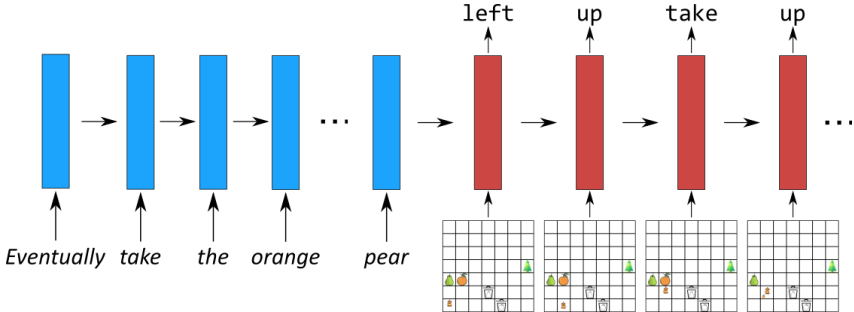 left up take up
... ...
Eventually take the orange pear